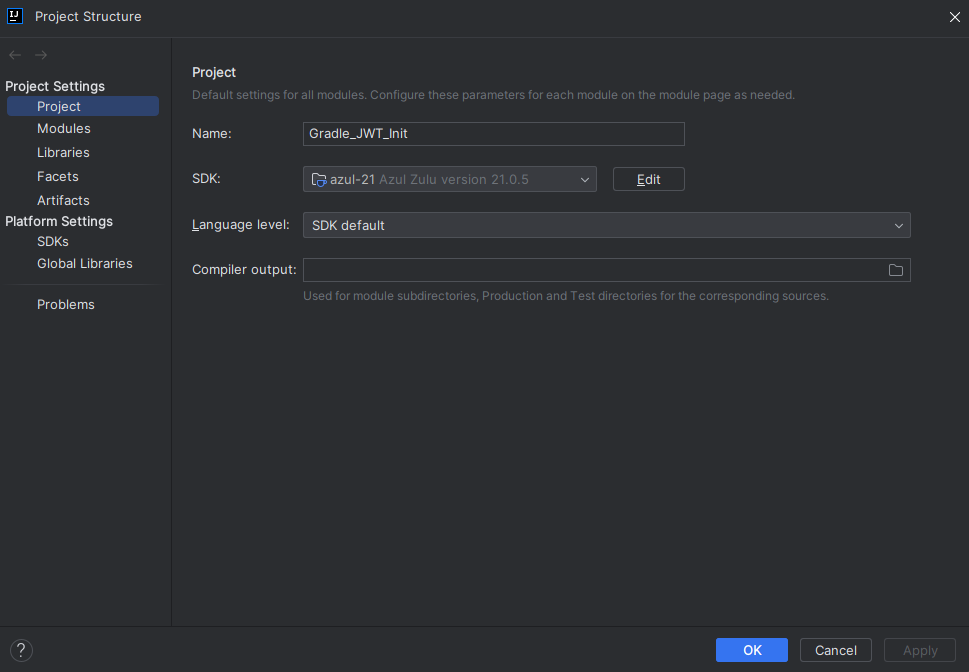 Project Structure
Project Settings
Project
Modules
Libraries
Facets
Artifacts
Platform Settings
SDKs
Global Libraries
Problems
Project
Default settings for all modules. Configure these parameters for each module on the module page as needed.
Name: Gradle_JWT_Init
SDK: azul-21 Azul Zulu version 21.0.5 Edit
Language level: SDK default
Compiler output:
Used for module subdirectories, Production and Test directories for the corresponding sources.
? OK Cancel Apply